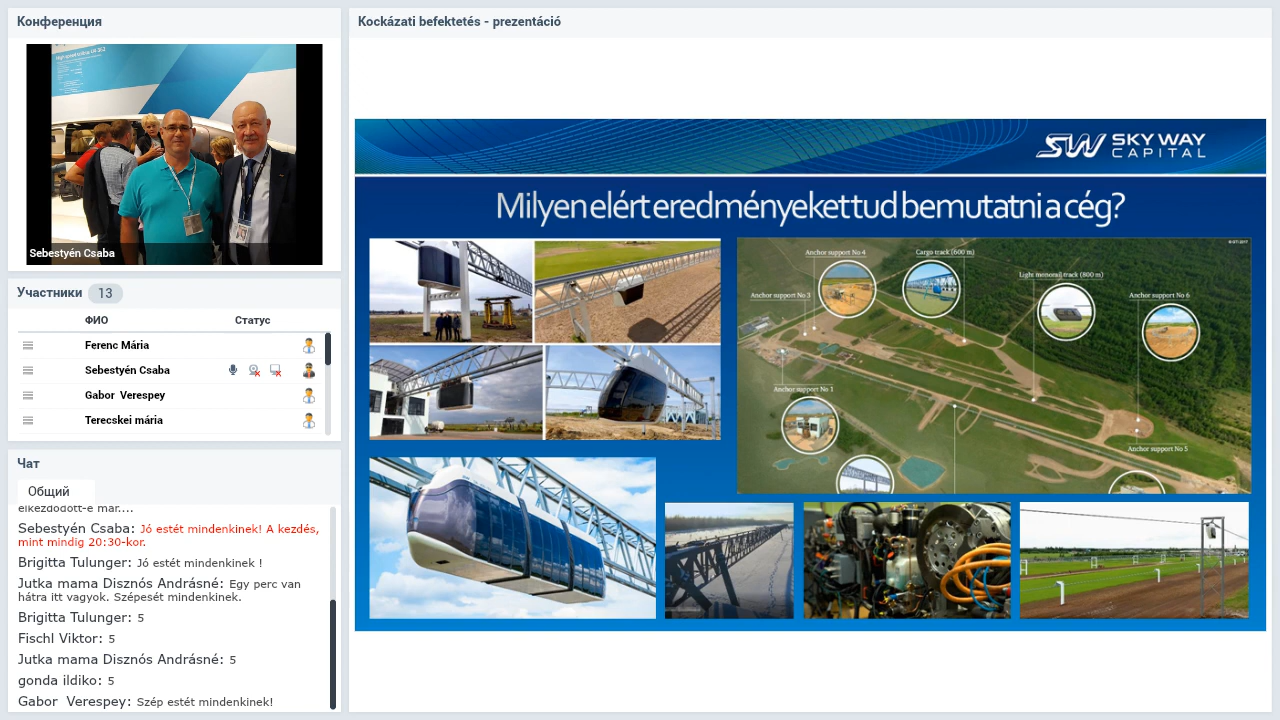 Конференция
Sebestyén Csaba
Участники 13
ФИО Статус
Ferenc Mária
Sebestyén Csaba
Gabor Verespey
Terecskei mária
Чат
Общий
elkezdődött-e már....
Sebestyén Csaba: Jó estét mindenkinek! A kezdés,
mint mindig 20:30-kor.
Brigitta Tulunger: Jó estét mindenkinek !
Jutka mama Disznós Andrásné: Egy perc van
hátra itt vagyok. Szépesét mindenkinek.
Brigitta Tulunger: 5
Fischl Viktor: 5
Jutka mama Disznós Andrásné: 5
gonda ildiko: 5
Gabor Verespey: Szép estét mindenkinek!
Kockázati befektetés - prezentáció
SW SKY WAY
CAPITAL
Milyen elért eredményeket tud bemutatni a cég?
Anchor support No 4
Cargo track (600 m)
Light monorail track (800 m)
Anchor support No 3
Anchor support No 6
Anchor support No 1
Anchor support No 5